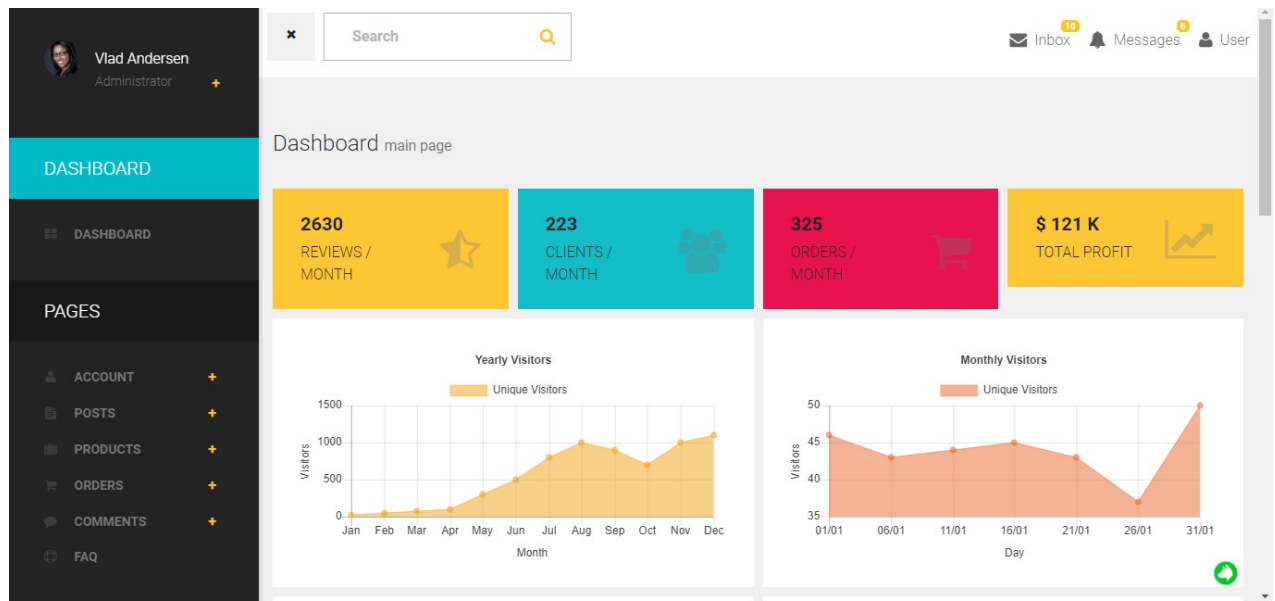 Vlad Andersen
Administrator
+
DASHBOARD
DASHBOARD
PAGES
ACCOUNT +
POSTS +
PRODUCTS +
ORDERS +
COMMENTS +
FAQ
× Search
10
Inbox
6
Messages
User
Dashboard main page
2630
REVIEWS /
MONTH
223
CLIENTS /
MONTH
325
ORDERS /
MONTH
$ 121 K
TOTAL PROFIT
Yearly Visitors
Unique Visitors
1500
1000
500
0
Visitors
Jan Feb Mar Apr May Jun Jul Aug Sep Oct Nov Dec
Month
Monthly Visitors
Unique Visitors
50
45
40
35
Visitors
01/01 06/01 11/01 16/01 21/01 26/01 31/01
Day